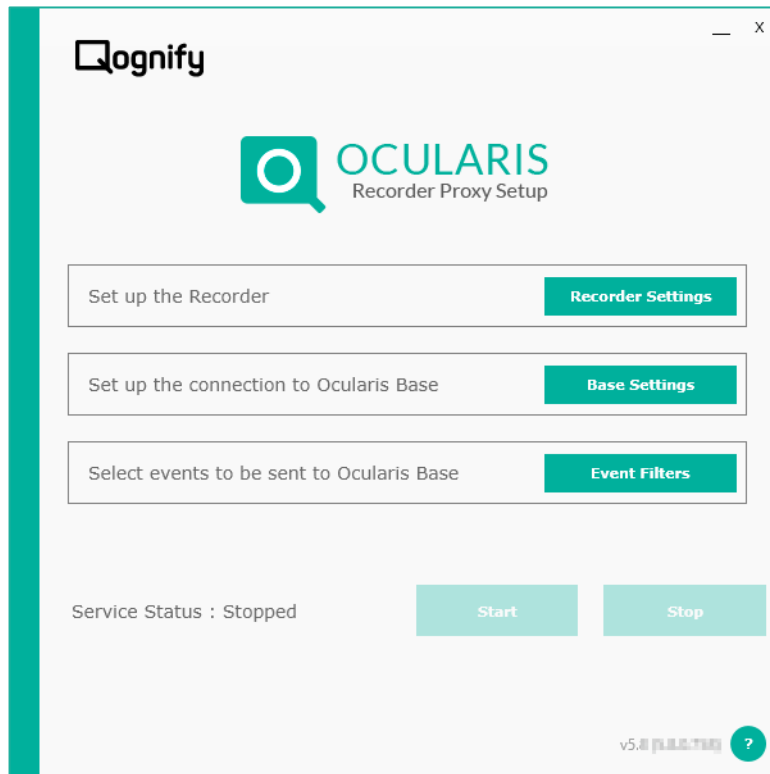 Qognify
X
OCULARIS
Recorder Proxy Setup
Set up the Recorder
Recorder Settings
Set up the connection to Ocularis Base
Base Settings
Select events to be sent to Ocularis Base
Event Filters
Service Status : Stopped
Start
Stop
?